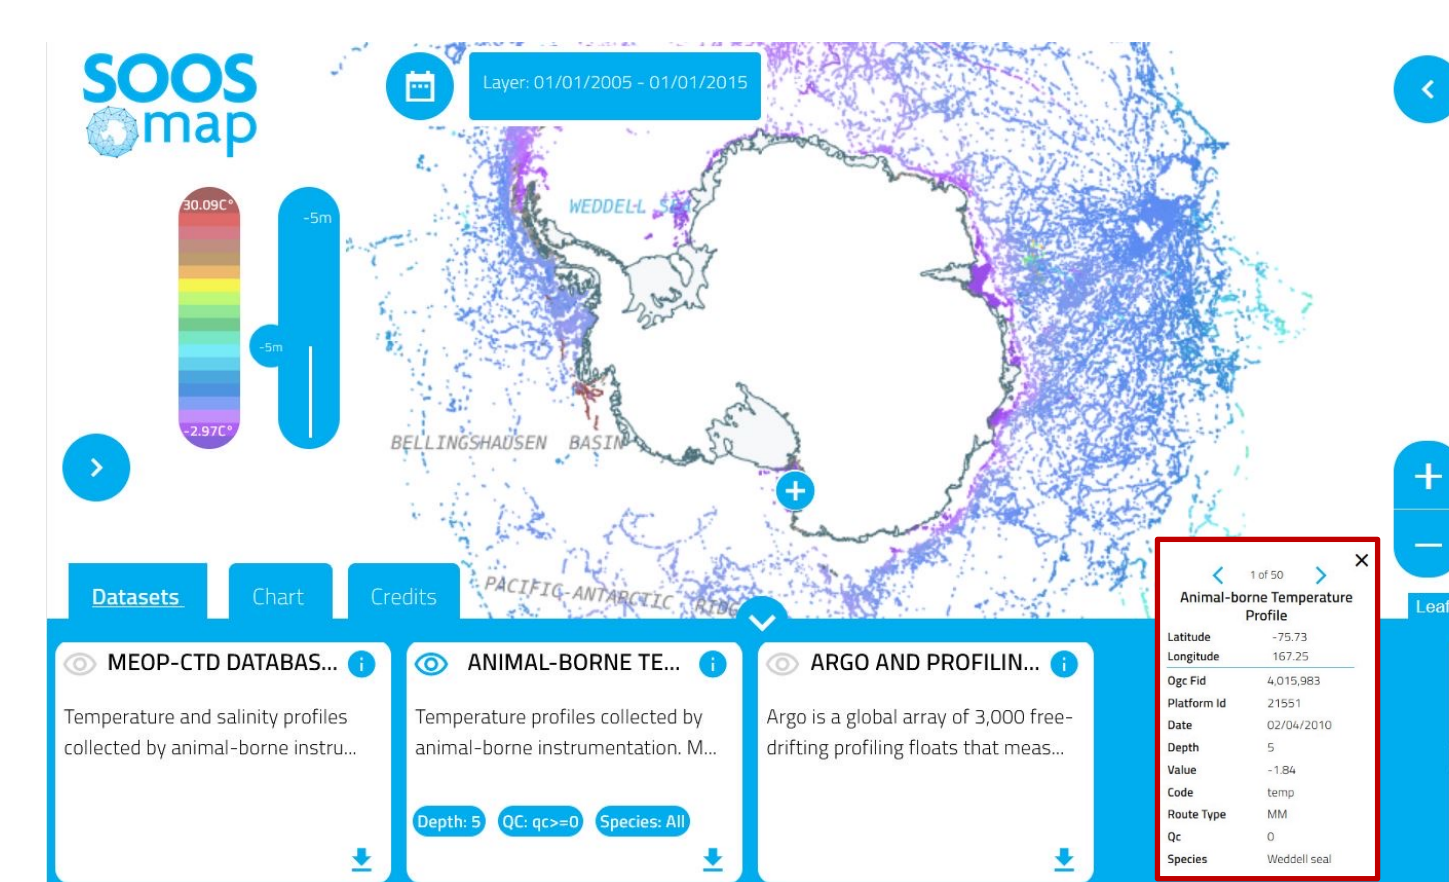 SOOS
map
Layer: 01/01/2005 - 01/01/2015
30.09C°
-5m
WEDDELL SEA
-5m
-2.97C°
BELLINGSHAUSEN BASIN
PACIFIC-ANTARCTIC RIDGE
Datasets
Chart
Credits
Leaf
MEOP-CTD DATABAS...
Temperature and salinity profiles
collected by animal-borne instru...
ANIMAL-BORNE TE...
Temperature profiles collected by
animal-borne instrumentation. M...
Depth: 5 QC: qc>=0 Species: All
ARGO AND PROFILIN...
Argo is a global array of 3,000 free-
drifting profiling floats that meas...
1 of 50
Animal-borne Temperature
Profile
Latitude -75.73
Longitude 167.25
Ogc Fid 4,015,983
Platform Id 21551
Date 02/04/2010
Depth 5
Value -1.84
Code temp
Route Type MM
Qc 0
Species Weddell seal